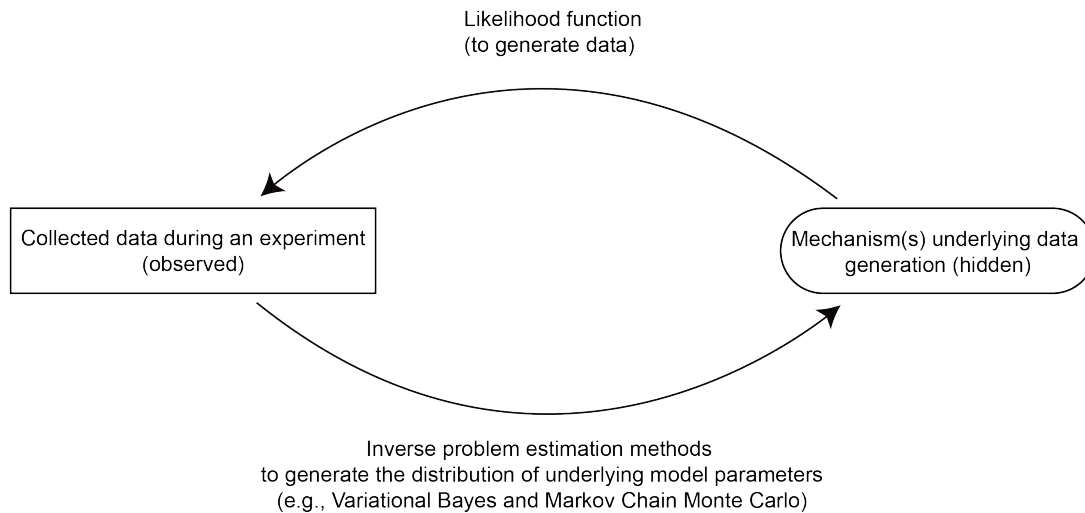 Likelihood function
(to generate data)
Collected data during an experiment
(observed)
Mechanism(s) underlying data
generation (hidden)
Inverse problem estimation methods
to generate the distribution of underlying model parameters
(e.g., Variational Bayes and Markov Chain Monte Carlo)